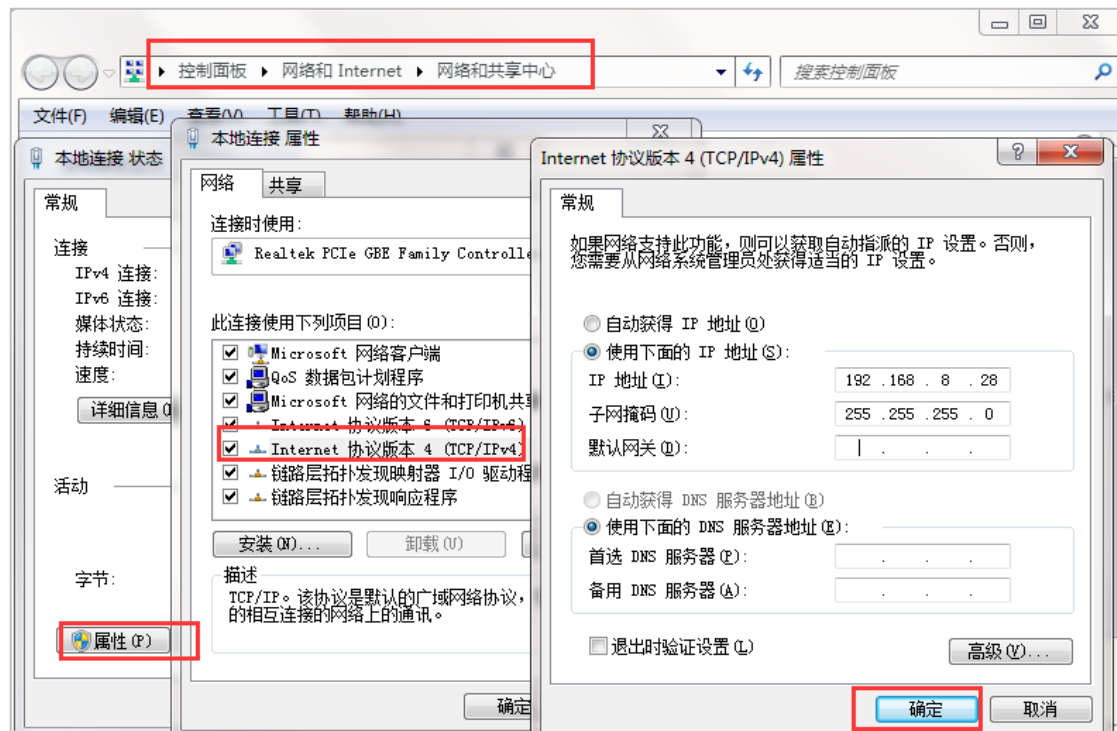 控制面板 ▶ 网络和 Internet ▶ 网络和共享中心
搜索控制面板
文件(F) 编辑(E) 查看(V) 工具(T) 帮助(H)
本地连接 状态
常规
连接
IPv4 连接:
IPv6 连接:
媒体状态:
持续时间:
速度:
详细信息(
活动
字节:
属性(P)
本地连接 属性
网络 共享
连接时使用:
Realtek PCIe GBE Family Controlle
此连接使用下列项目(O):
Microsoft 网络客户端
QoS 数据包计划程序
Microsoft 网络的文件和打印机共享
Internet 协议版本 6 (TCP/IPv6)
Internet 协议版本 4 (TCP/IPv4)
链路层拓扑发现映射器 I/O 驱动程
链路层拓扑发现响应程序
安装(N)... 卸载(U)
描述
TCP/IP。该协议是默认的广域网络协议,
的相互连接的网络上的通讯。
确定
Internet 协议版本 4 (TCP/IPv4) 属性
常规
如果网络支持此功能，则可以获取自动指派的 IP 设置。否则，
您需要从网络系统管理员处获得适当的 IP 设置。
自动获得 IP 地址(O)
使用下面的 IP 地址(S):
IP 地址(I): 192 .168 . 8 . 28
子网掩码(U): 255 .255 .255 . 0
默认网关(D): . . .
自动获得 DNS 服务器地址(B)
使用下面的 DNS 服务器地址(E):
首选 DNS 服务器(P): . . .
备用 DNS 服务器(A): . . .
退出时验证设置(L)
高级(V)...
确定 取消